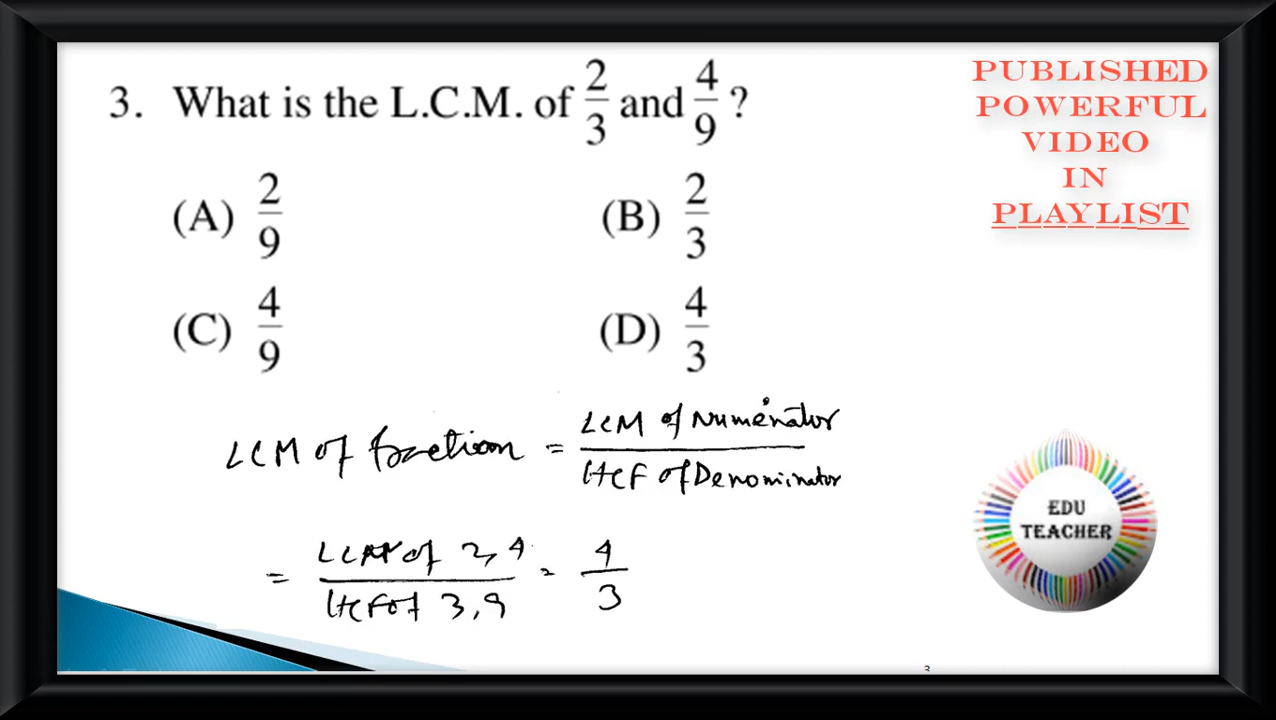 3. What is the L.C.M. of 2/3 and 4/9 ?
(A) 2/9
(B) 2/3
(C) 4/9
(D) 4/3
LCM of fraction = LCM of Numenator / HCF of Denominator
= LCM of 2,4 / HCF of 3,9 = 4/3
PUBLISHED
POWERFUL
VIDEO
IN
PLAYLIST
EDU
TEACHER
3